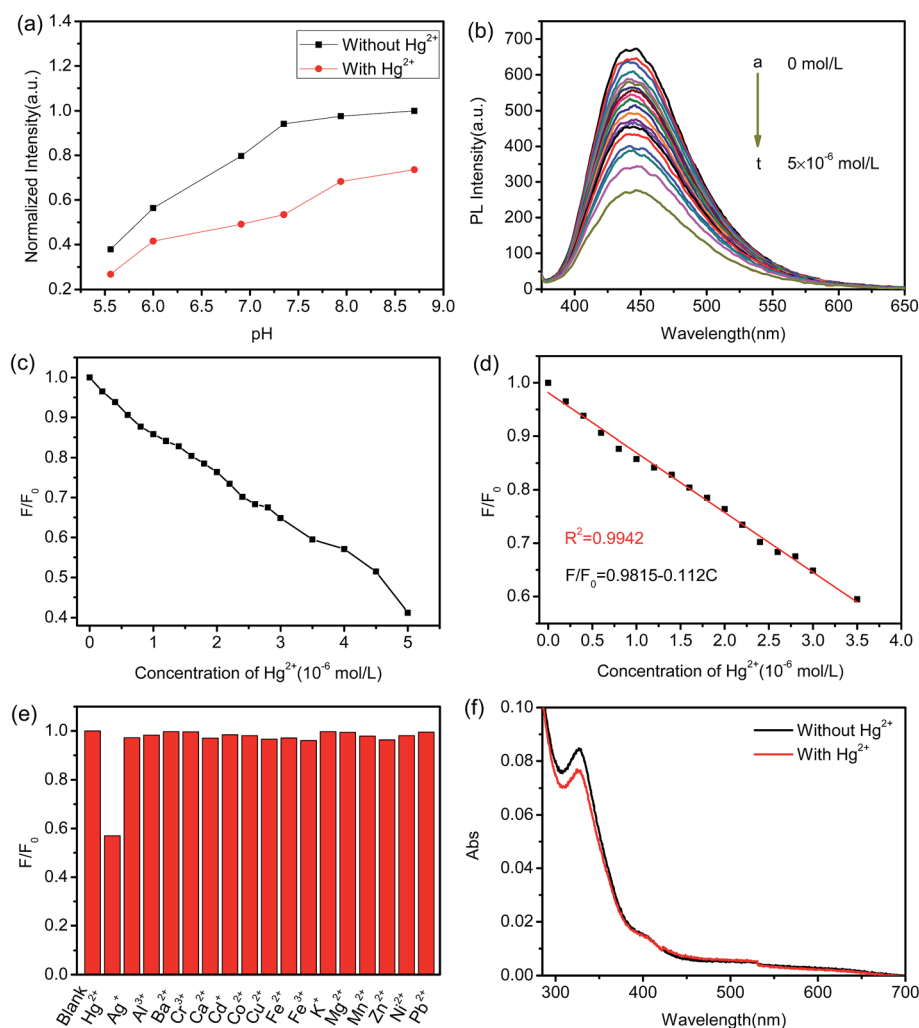 (a)
1.4
1.2
1.0
0.8
0.6
0.4
0.2
Normalized Intensity(a.u.)
Without Hg²⁺
With Hg²⁺
5.5 6.0 6.5 7.0 7.5 8.0 8.5 9.0
pH
(b)
700
650
600
550
500
450
400
350
300
250
200
150
100
50
0
PL Intensity(a.u.)
a 0 mol/L
t 5×10⁻⁶ mol/L
400 450 500 550 600 650
Wavelength(nm)
(c)
1.0
0.9
0.8
0.7
0.6
0.5
0.4
F/F₀
0 1 2 3 4 5
Concentration of Hg²⁺(10⁻⁶ mol/L)
(d)
1.0
0.9
0.8
0.7
0.6
F/F₀
R²=0.9942
F/F₀=0.9815-0.112C
0.0 0.5 1.0 1.5 2.0 2.5 3.0 3.5 4.0
Concentration of Hg²⁺(10⁻⁶ mol/L)
(e)
1.0
0.8
0.6
0.4
0.2
0.0
F/F₀
Blank
Hg²⁺
Ag⁺
Al³⁺
Ba²⁺
Cr³⁺
Ca²⁺
Cd⁺
Co²⁺
Cu²⁺
Fe²⁺
Fe³⁺
K⁺
Mg²⁺
Mn²⁺
Zn²⁺
Ni²⁺
Pb²⁺
(f)
0.10
0.08
0.06
0.04
0.02
0.00
Abs
Without Hg²⁺
With Hg²⁺
300 400 500 600 700
Wavelength(nm)